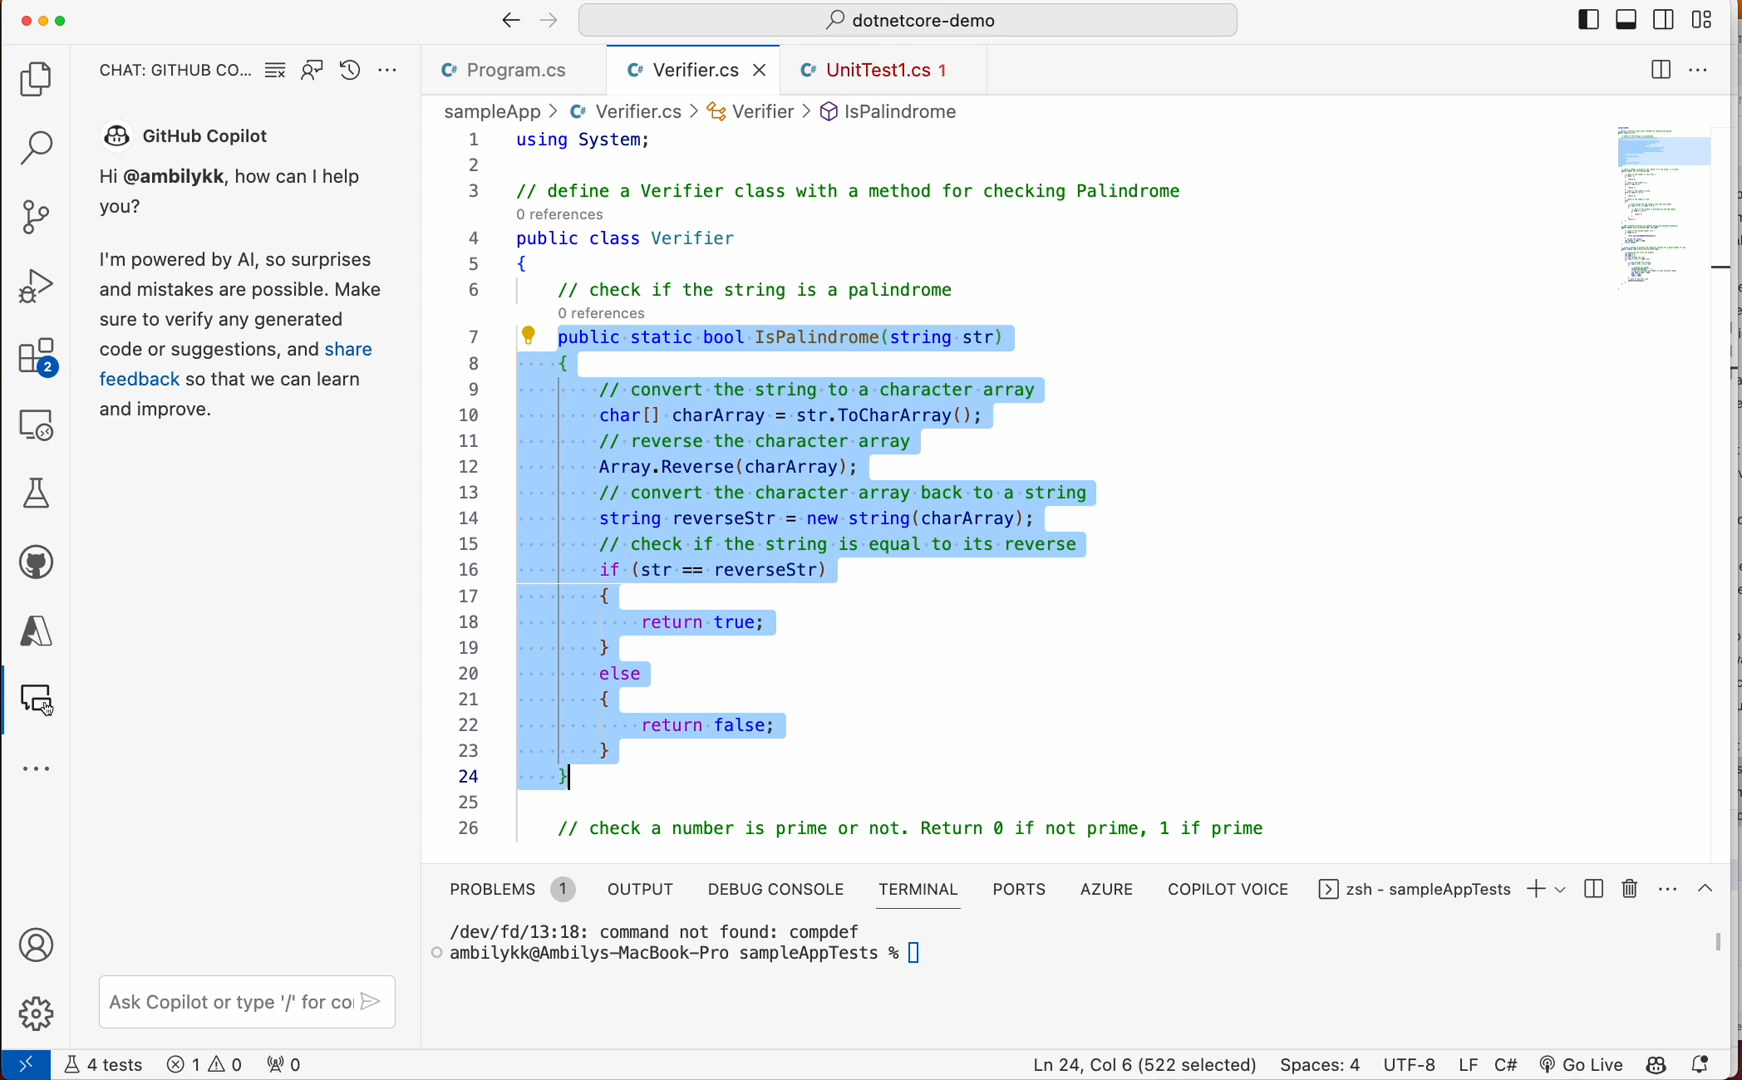 dotnetcore-demo
CHAT: GITHUB CO...
Program.cs
Verifier.cs
UnitTest1.cs 1
sampleApp > Verifier.cs > Verifier > IsPalindrome
GitHub Copilot
Hi @ambilykk, how can I help
you?
I'm powered by AI, so surprises
and mistakes are possible. Make
sure to verify any generated
code or suggestions, and share
feedback so that we can learn
and improve.
2
Ask Copilot or type '/' for co
1 using System;
2
3 // define a Verifier class with a method for checking Palindrome
0 references
4 public class Verifier
5 {
6 // check if the string is a palindrome
0 references
7 public static bool IsPalindrome(string str)
8 {
9 // convert the string to a character array
10 char[] charArray = str.ToCharArray();
11 // reverse the character array
12 Array.Reverse(charArray);
13 // convert the character array back to a string
14 string reverseStr = new string(charArray);
15 // check if the string is equal to its reverse
16 if (str == reverseStr)
17 {
18 return true;
19 }
20 else
21 {
22 return false;
23 }
24 }
25
26 // check a number is prime or not. Return 0 if not prime, 1 if prime
PROBLEMS 1 OUTPUT DEBUG CONSOLE TERMINAL PORTS AZURE COPILOT VOICE zsh - sampleAppTests
/dev/fd/13:18: command not found: compdef
ambilykk@Ambilys-MacBook-Pro sampleAppTests %
4 tests 1 0 0 Ln 24, Col 6 (522 selected) Spaces: 4 UTF-8 LF C# Go Live